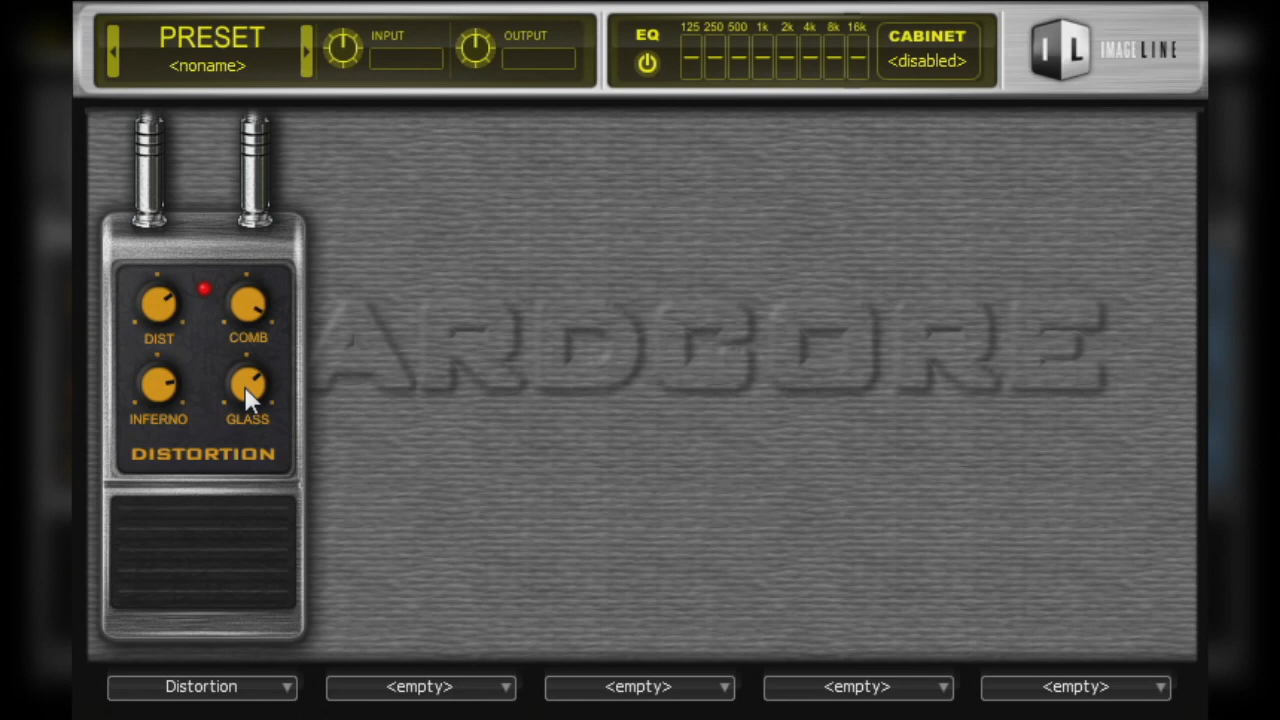 PRESET
<noname>
INPUT
OUTPUT
EQ
125 250 500 1k 2k 4k 8k 16k
CABINET
<disabled>
IL
IMAGELINE
DIST
COMB
INFERNO
GLASS
DISTORTION
ARDCORE
Distortion
<empty>
<empty>
<empty>
<empty>